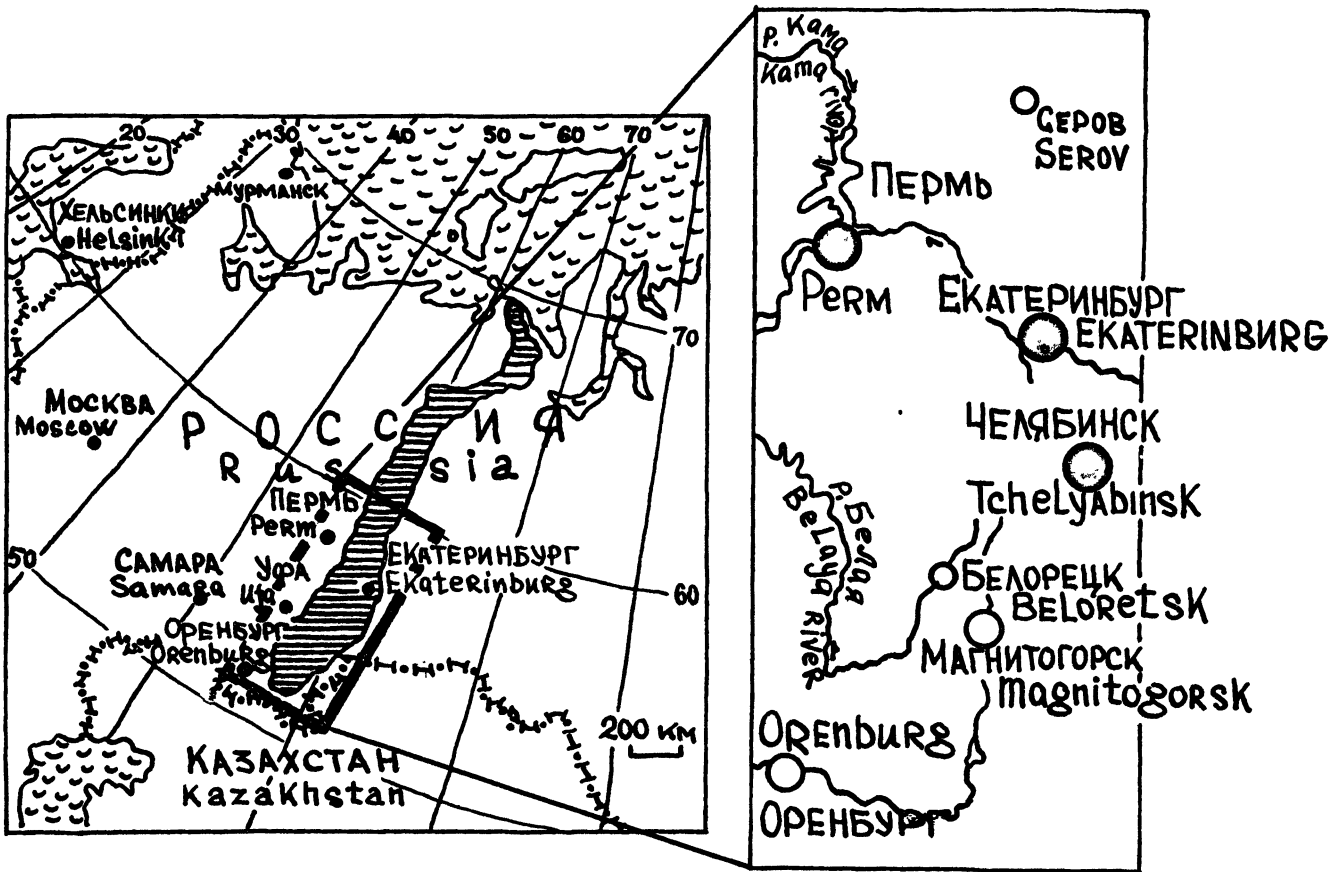 20
30
40
50
60
70
Мурманск
ХЕЛЬСИНКИ
Helsinki
70
МОСКВА
Moscow
РОССИЯ
Russia
ПЕРМЬ
Perm
50
САМАРА
Samara
УФА
Ufa
ЕКАТЕРИНБУРГ
Ekaterinburg
60
ОРЕНБУРГ
Orenburg
200 км
КАЗАХСТАН
Kazakhstan
р. Кама
Kama river
СЕРОВ
SEROV
ПЕРМЬ
PERM
ЕКАТЕРИНБУРГ
EKATERINBURG
ЧЕЛЯБИНСК
TCHELYABINSK
р. Белая
Belaya River
БЕЛОРЕЦК
BELORETSK
МАГНИТОГОРСК
Magnitogorsk
ORENBURG
ОРЕНБУРГ